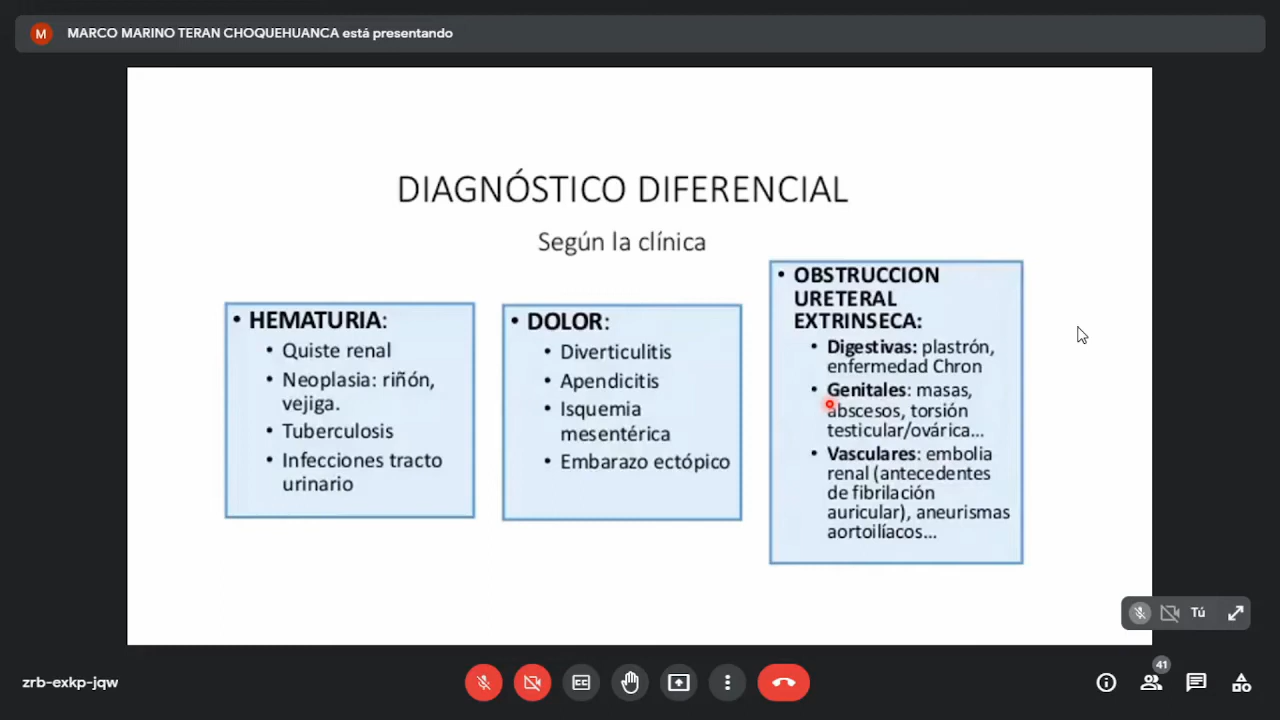 M MARCO MARINO TERAN CHOQUEHUANCA está presentando
DIAGNÓSTICO DIFERENCIAL
Según la clínica
• HEMATURIA:
• Quiste renal
• Neoplasia: riñón,
vejiga.
• Tuberculosis
• Infecciones tracto
urinario
• DOLOR:
• Diverticulitis
• Apendicitis
• Isquemia
mesentérica
• Embarazo ectópico
• OBSTRUCCION
URETERAL
EXTRINSECA:
• Digestivas: plastrón,
enfermedad Chron
• Genitales: masas,
abscesos, torsión
testicular/ovárica...
• Vasculares: embolia
renal (antecedentes
de fibrilación
auricular), aneurismas
aortoilíacos...
Tú
zrb-exkp-jqw
CC
41